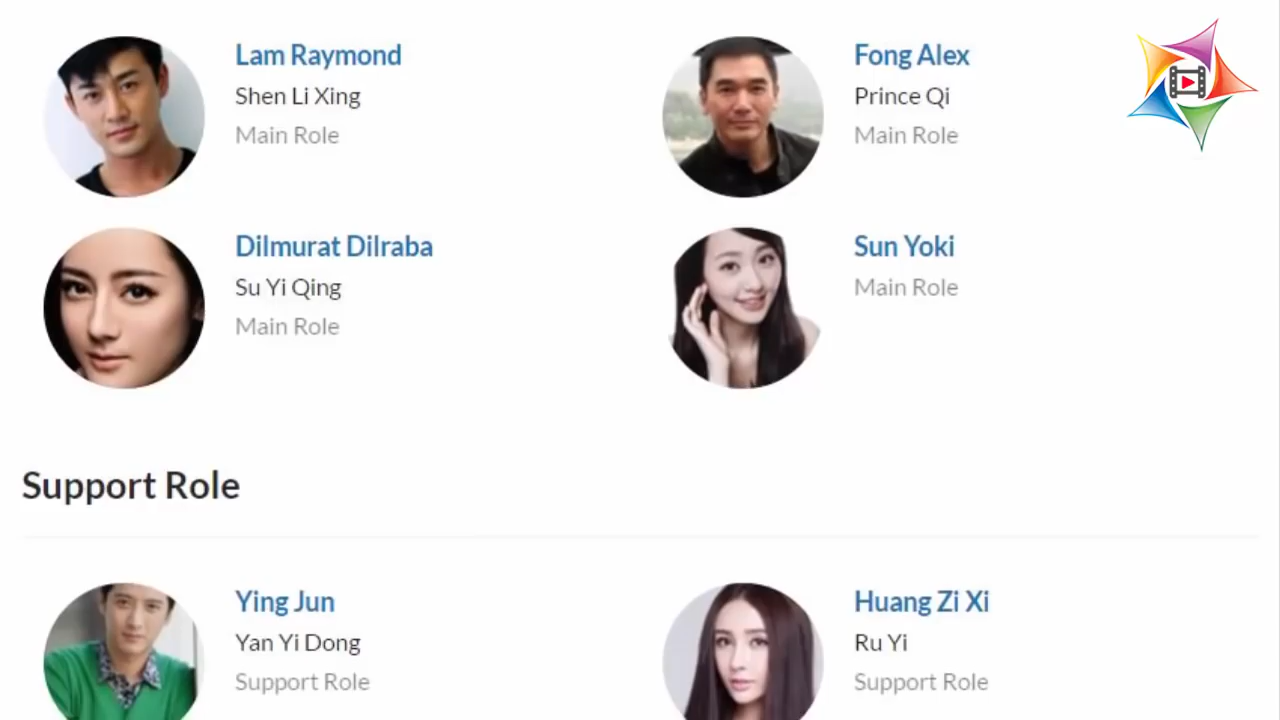 Lam Raymond
Shen Li Xing
Main Role
Fong Alex
Prince Qi
Main Role
Dilmurat Dilraba
Su Yi Qing
Main Role
Sun Yoki
Main Role
Support Role
Ying Jun
Yan Yi Dong
Support Role
Huang Zi Xi
Ru Yi
Support Role